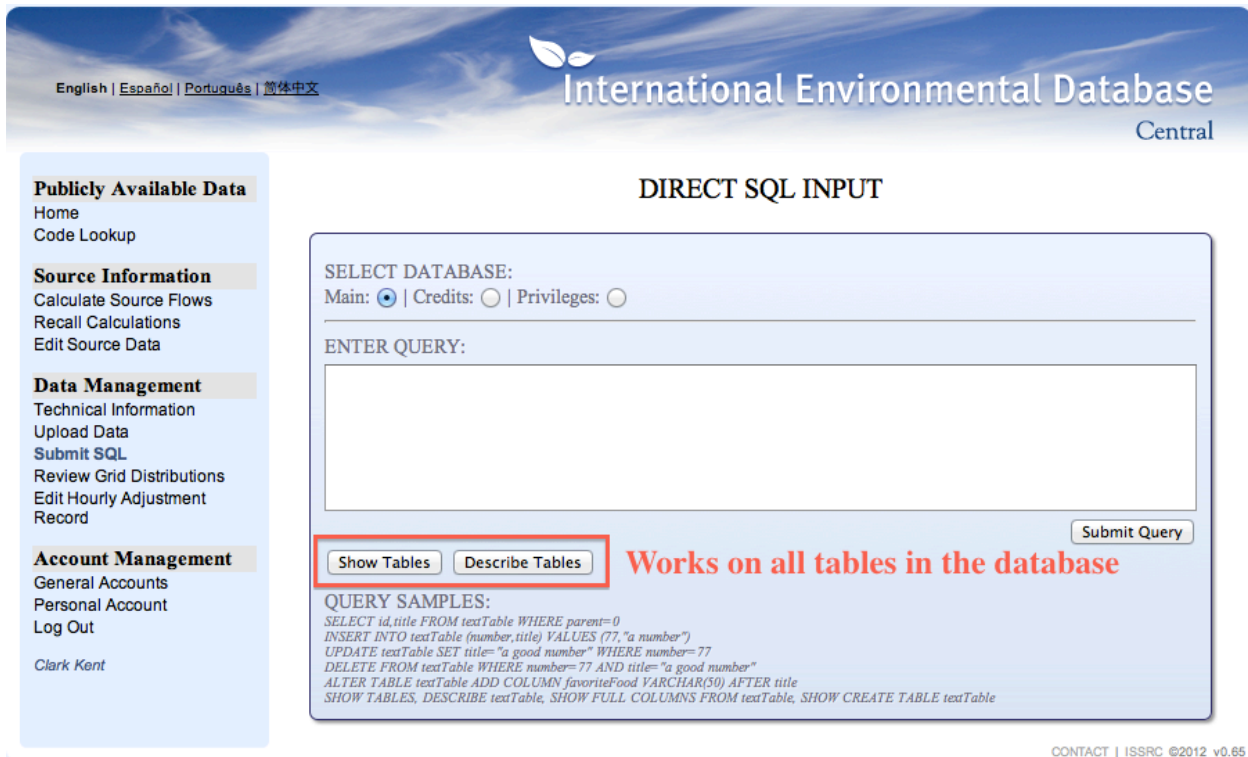 English | Español | Português | 简体中文
International Environmental Database
Central
Publicly Available Data
Home
Code Lookup
Source Information
Calculate Source Flows
Recall Calculations
Edit Source Data
Data Management
Technical Information
Upload Data
Submit SQL
Review Grid Distributions
Edit Hourly Adjustment
Record
Account Management
General Accounts
Personal Account
Log Out
Clark Kent
DIRECT SQL INPUT
SELECT DATABASE:
Main: | Credits: | Privileges:
ENTER QUERY:
Submit Query
Show Tables Describe Tables Works on all tables in the database
QUERY SAMPLES:
SELECT id,title FROM textTable WHERE parent=0
INSERT INTO textTable (number,title) VALUES (77,"a number")
UPDATE textTable SET title="a good number" WHERE number=77
DELETE FROM textTable WHERE number=77 AND title="a good number"
ALTER TABLE textTable ADD COLUMN favoriteFood VARCHAR(50) AFTER title
SHOW TABLES, DESCRIBE textTable, SHOW FULL COLUMNS FROM textTable, SHOW CREATE TABLE textTable
CONTACT | ISSRC ©2012 v0.65